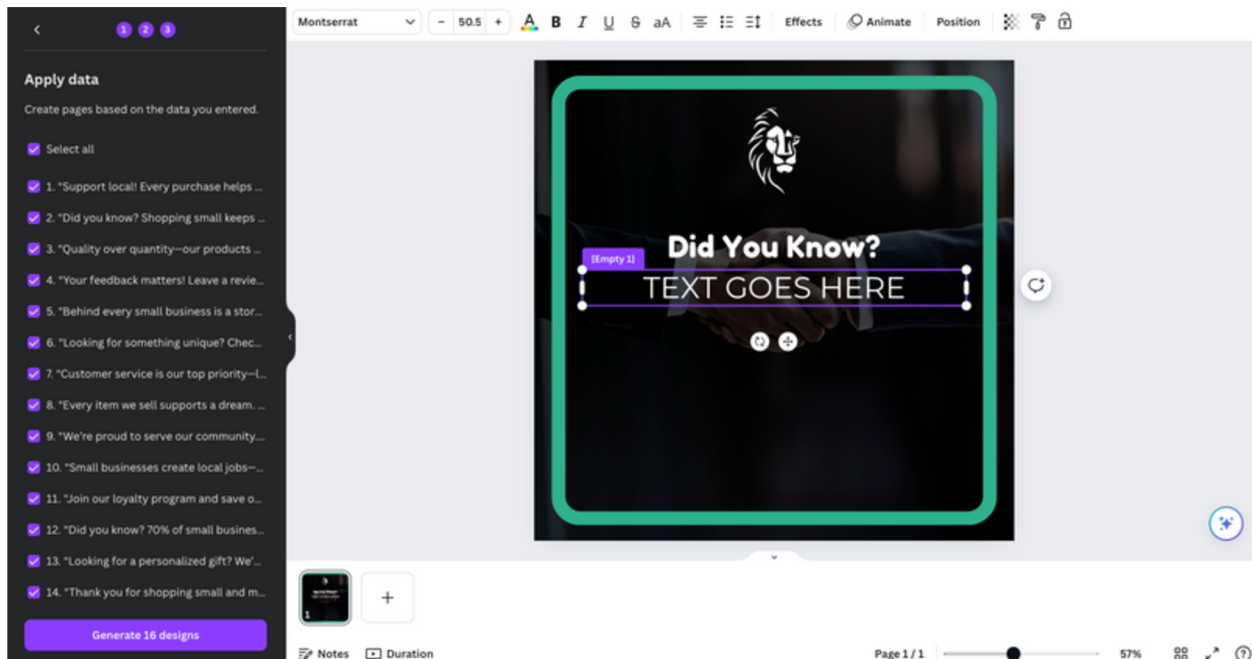 1 2 3
Apply data
Create pages based on the data you entered.
Select all
1. "Support local! Every purchase helps ...
2. "Did you know? Shopping small keeps ...
3. "Quality over quantity—our products ...
4. "Your feedback matters! Leave a revie...
5. "Behind every small business is a stor...
6. "Looking for something unique? Chec...
7. "Customer service is our top priority—l...
8. "Every item we sell supports a dream. ...
9. "We're proud to serve our community....
10. "Small businesses create local jobs—...
11. "Join our loyalty program and save o...
12. "Did you know? 70% of small busines...
13. "Looking for a personalized gift? We'...
14. "Thank you for shopping small and m...
Generate 16 designs
Montserrat – 50.5 + A B I U S aA Effects Animate Position
Did You Know?
[Empty 1]
TEXT GOES HERE
1
Notes Duration Page 1 / 1 57%